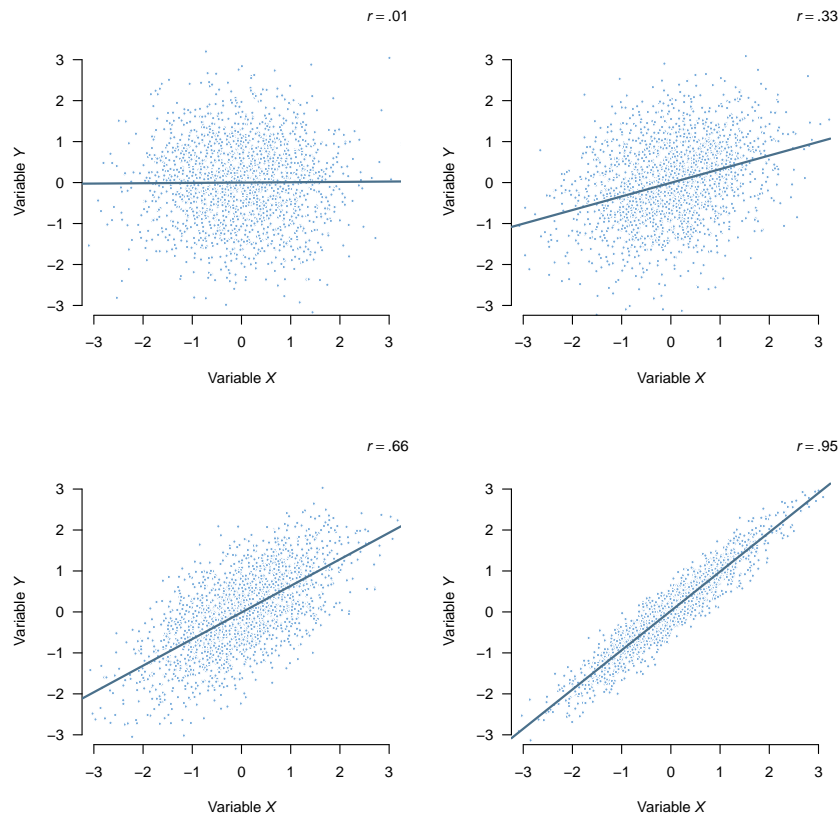 r = .01
3
2
1
0
−1
−2
−3
Variable Y
−3 −2 −1 0 1 2 3
Variable X
r = .33
3
2
1
0
−1
−2
−3
Variable Y
−3 −2 −1 0 1 2 3
Variable X
r = .66
3
2
1
0
−1
−2
−3
Variable Y
−3 −2 −1 0 1 2 3
Variable X
r = .95
3
2
1
0
−1
−2
−3
Variable Y
−3 −2 −1 0 1 2 3
Variable X